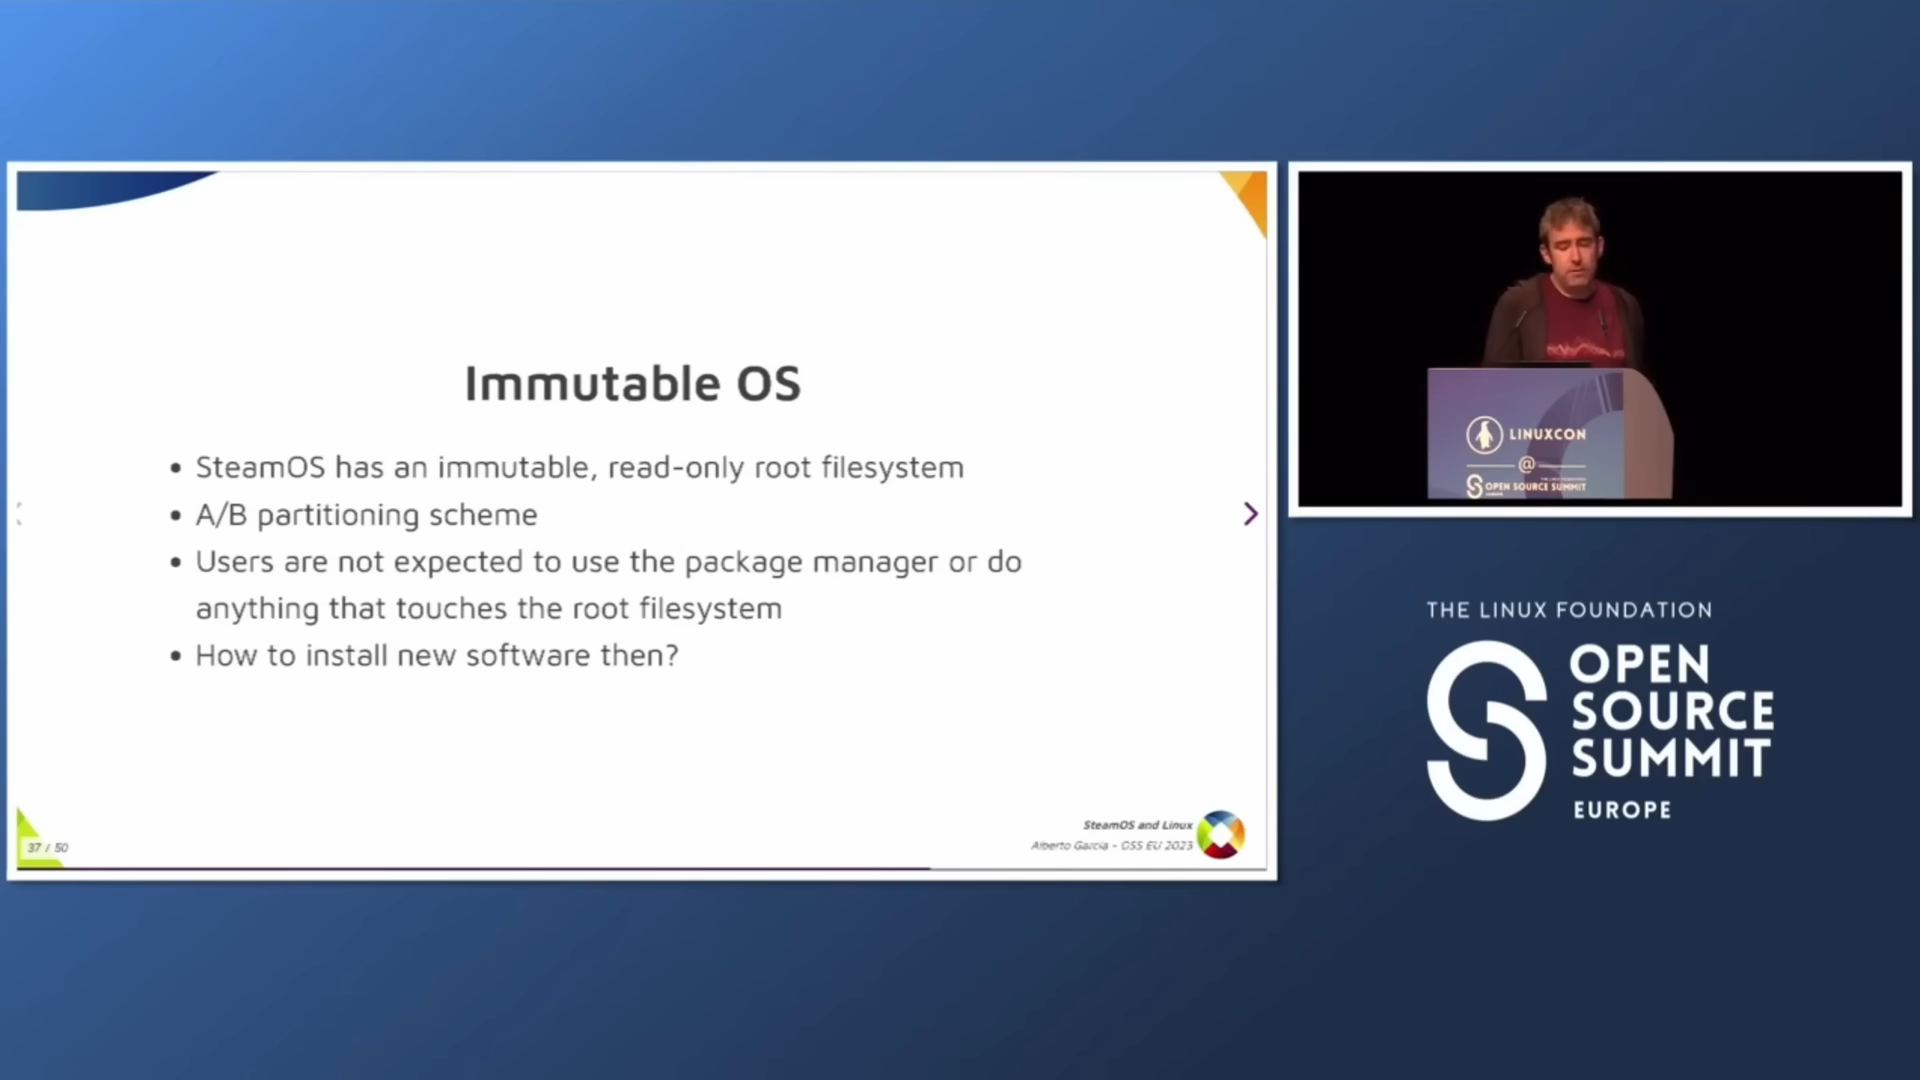 Immutable OS
• SteamOS has an immutable, read-only root filesystem
• A/B partitioning scheme
• Users are not expected to use the package manager or do
anything that touches the root filesystem
• How to install new software then?
37 / 50
SteamOS and Linux
Alberto Garcia - OSS EU 2023
LINUXCON
@
OPEN SOURCE SUMMIT
THE LINUX FOUNDATION
OPEN
SOURCE
SUMMIT
EUROPE